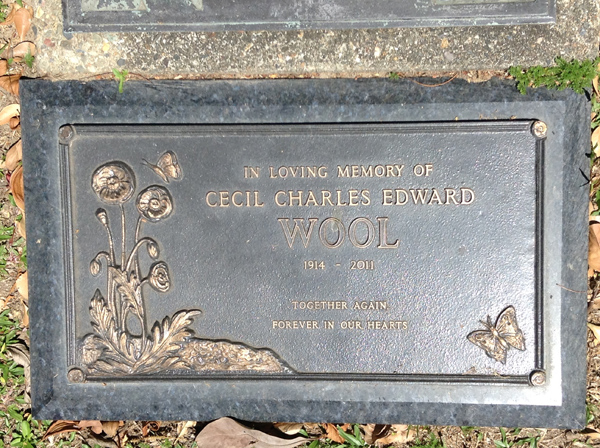 IN LOVING MEMORY OF
CECIL CHARLES EDWARD
WOOL
1914 - 2011
TOGETHER AGAIN
FOREVER IN OUR HEARTS